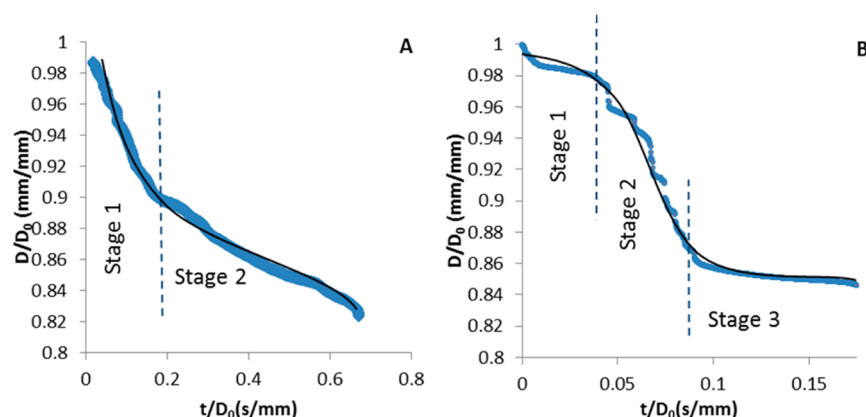 A
D/D₀ (mm/mm)
1
0.98
0.96
0.94
0.92
0.9
0.88
0.86
0.84
0.82
0.8
Stage 1
Stage 2
0
0.2
0.4
0.6
0.8
t/D₀(s/mm)
B
D/D₀ (mm/mm)
1
0.98
0.96
0.94
0.92
0.9
0.88
0.86
0.84
0.82
0.8
Stage 1
Stage 2
Stage 3
0
0.05
0.1
0.15
t/D₀(s/mm)